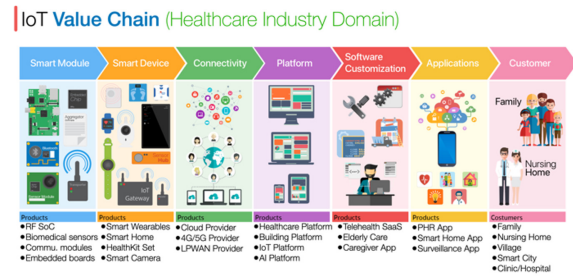 IoT Value Chain (Healthcare Industry Domain)
Smart Module
Smart Device
Connectivity
Platform
Software
Customization
Applications
Customer
IoT
Gateway
Family
Nursing
Home
Products
●RF SoC
●Biomedical sensors
●Commu. modules
●Embedded boards
Products
●Smart Wearables
●Smart Home
●HealthKit Set
●Smart Camera
Products
●Cloud Provider
●4G/5G Provider
●LPWAN Provider
Products
●Healthcare Platform
●Building Platform
●IoT Platform
●AI Platform
Products
●Telehealth SaaS
●Elderly Care
●Caregiver App
Products
●PHR App
●Smart Home App
●Surveillance App
Costumers
●Family
●Nursing Home
●Village
●Smart City
●Clinic/Hospital